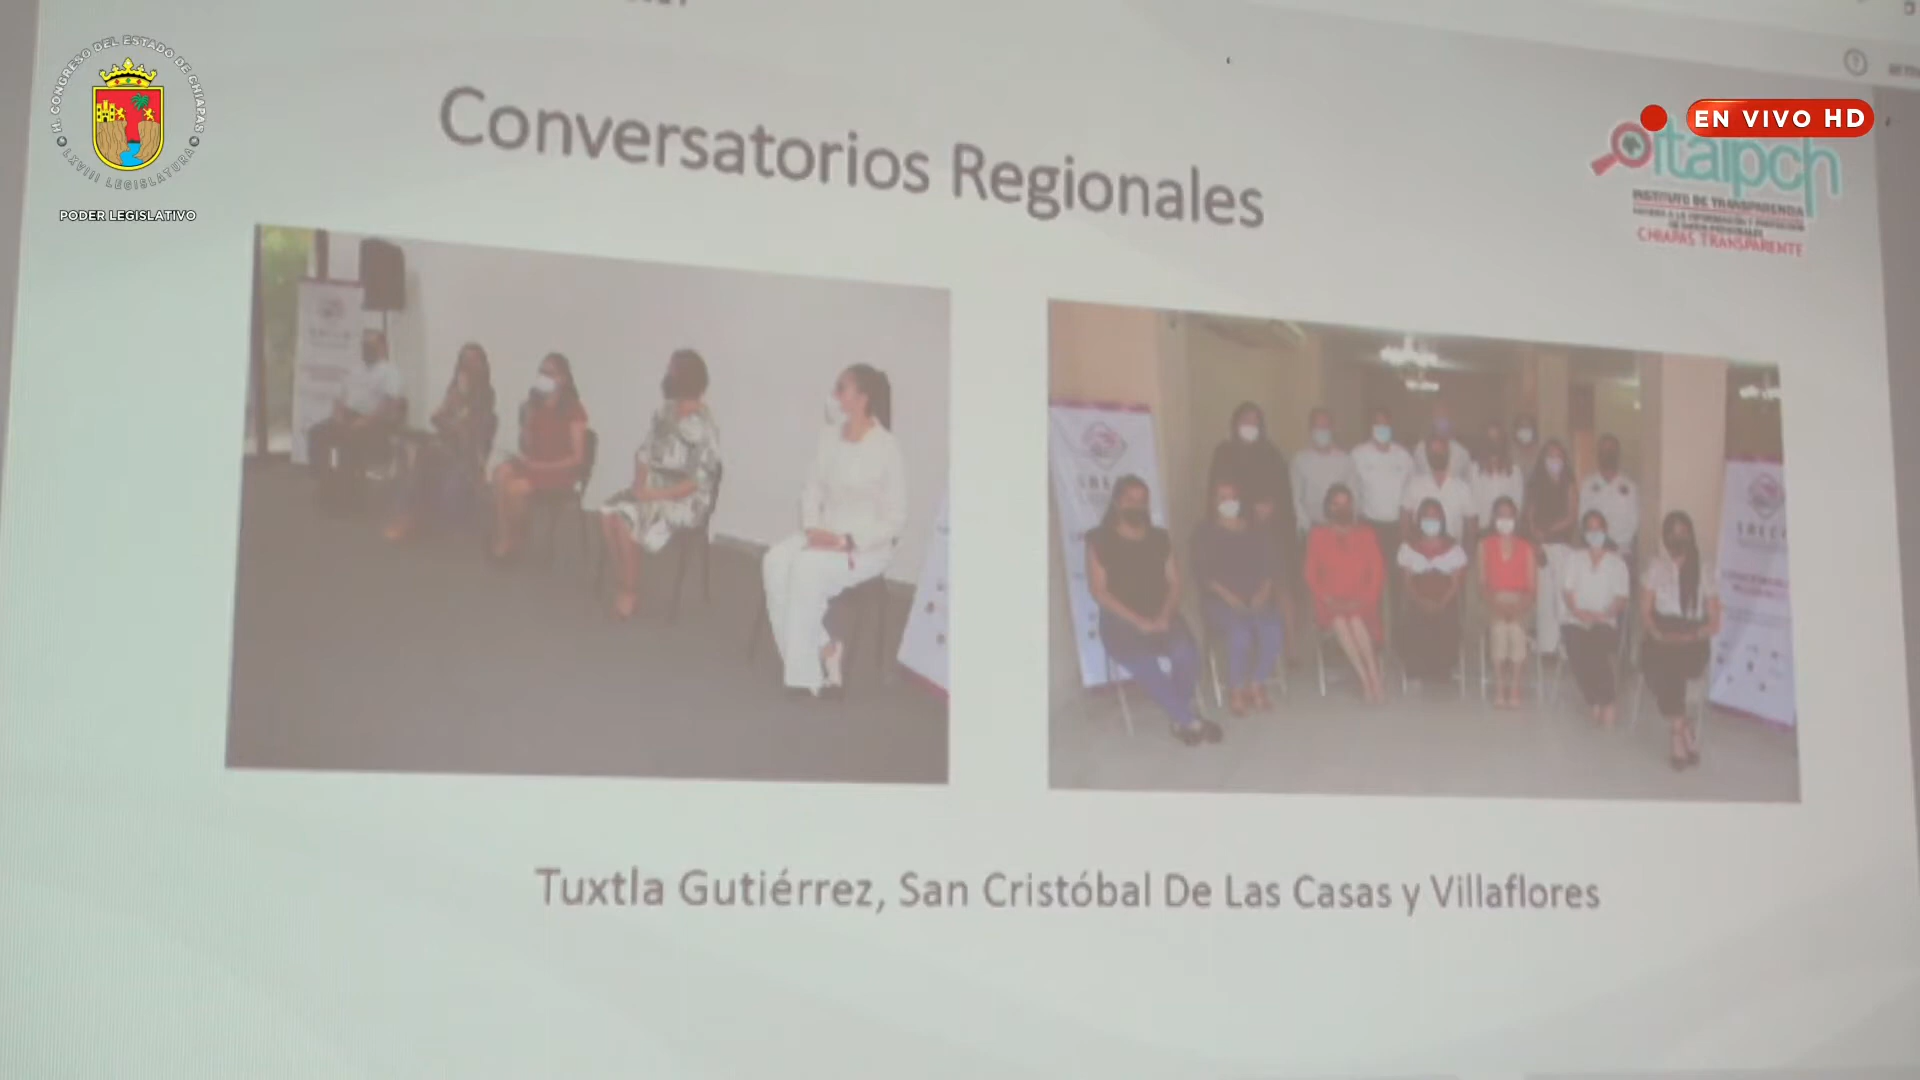 H. CONGRESO DEL ESTADO DE CHIAPAS
LXVIII LEGISLATURA
PODER LEGISLATIVO
EN VIVO HD
Conversatorios Regionales
itaipch
INSTITUTO DE TRANSPARENCIA
CHIAPAS TRANSPARENTE
Tuxtla Gutiérrez, San Cristóbal De Las Casas y Villaflores